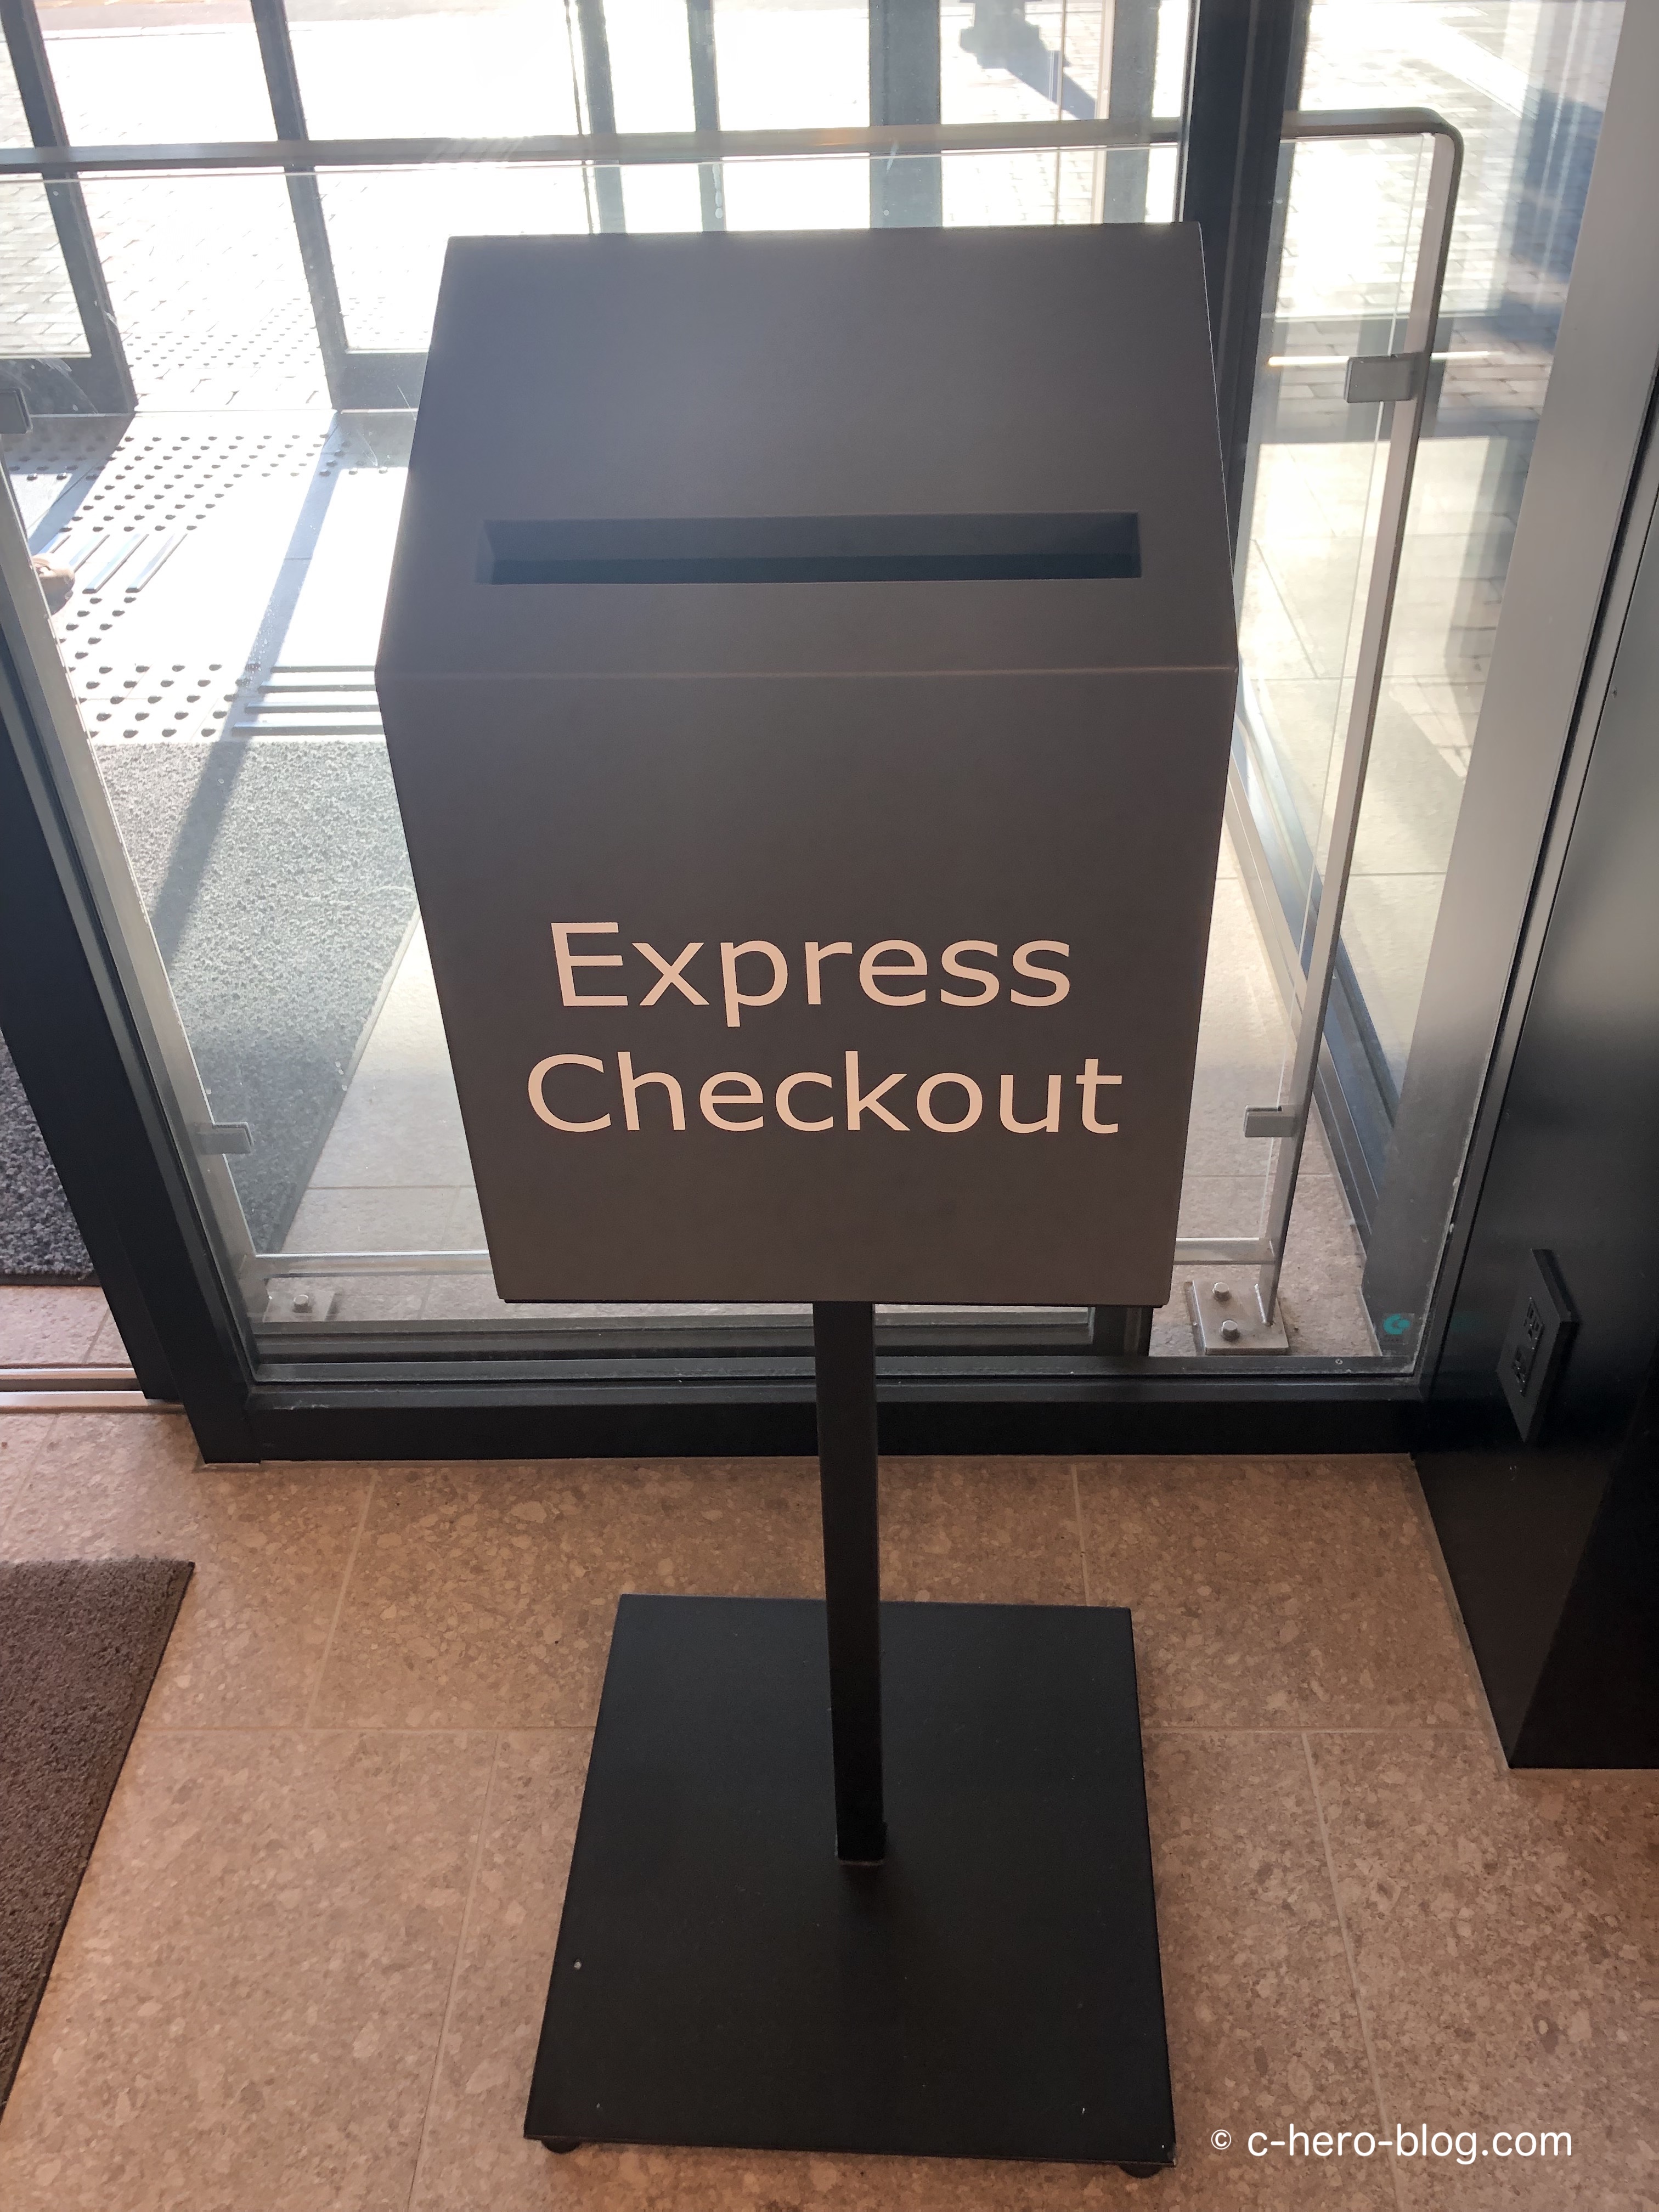 Express
Checkout
© c-hero-blog.com